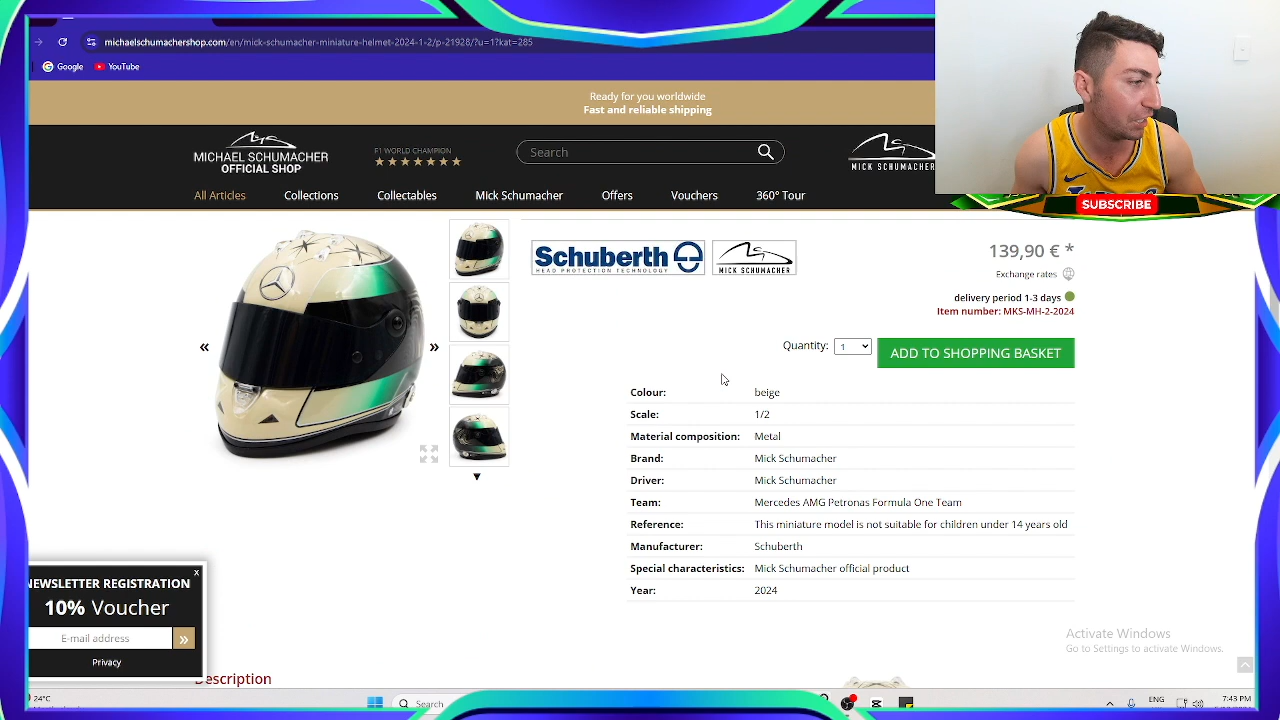 michaelschumachershop.com/en/mick-schumacher-miniature-helmet-2024-1-2/p-21928/?u=1?kat=285
Google YouTube
Ready for you worldwide
Fast and reliable shipping
MICHAEL SCHUMACHER
OFFICIAL SHOP
F1 WORLD CHAMPION
Search
MICK SCHUMACHER
SUBSCRIBE
All Articles Collections Collectables Mick Schumacher Offers Vouchers 360° Tour
Schuberth
HEAD PROTECTION TECHNOLOGY
MICK SCHUMACHER
139,90 € *
Exchange rates
delivery period 1-3 days
Item number: MKS-MH-2-2024
Quantity: 1 ADD TO SHOPPING BASKET
Colour: beige
Scale: 1/2
Material composition: Metal
Brand: Mick Schumacher
Driver: Mick Schumacher
Team: Mercedes AMG Petronas Formula One Team
Reference: This miniature model is not suitable for children under 14 years old
Manufacturer: Schuberth
Special characteristics: Mick Schumacher official product
Year: 2024
NEWSLETTER REGISTRATION x
10% Voucher
E-mail address »
Privacy
Description
Activate Windows
Go to Settings to activate Windows.
24°C
Search
ENG
7:43 PM